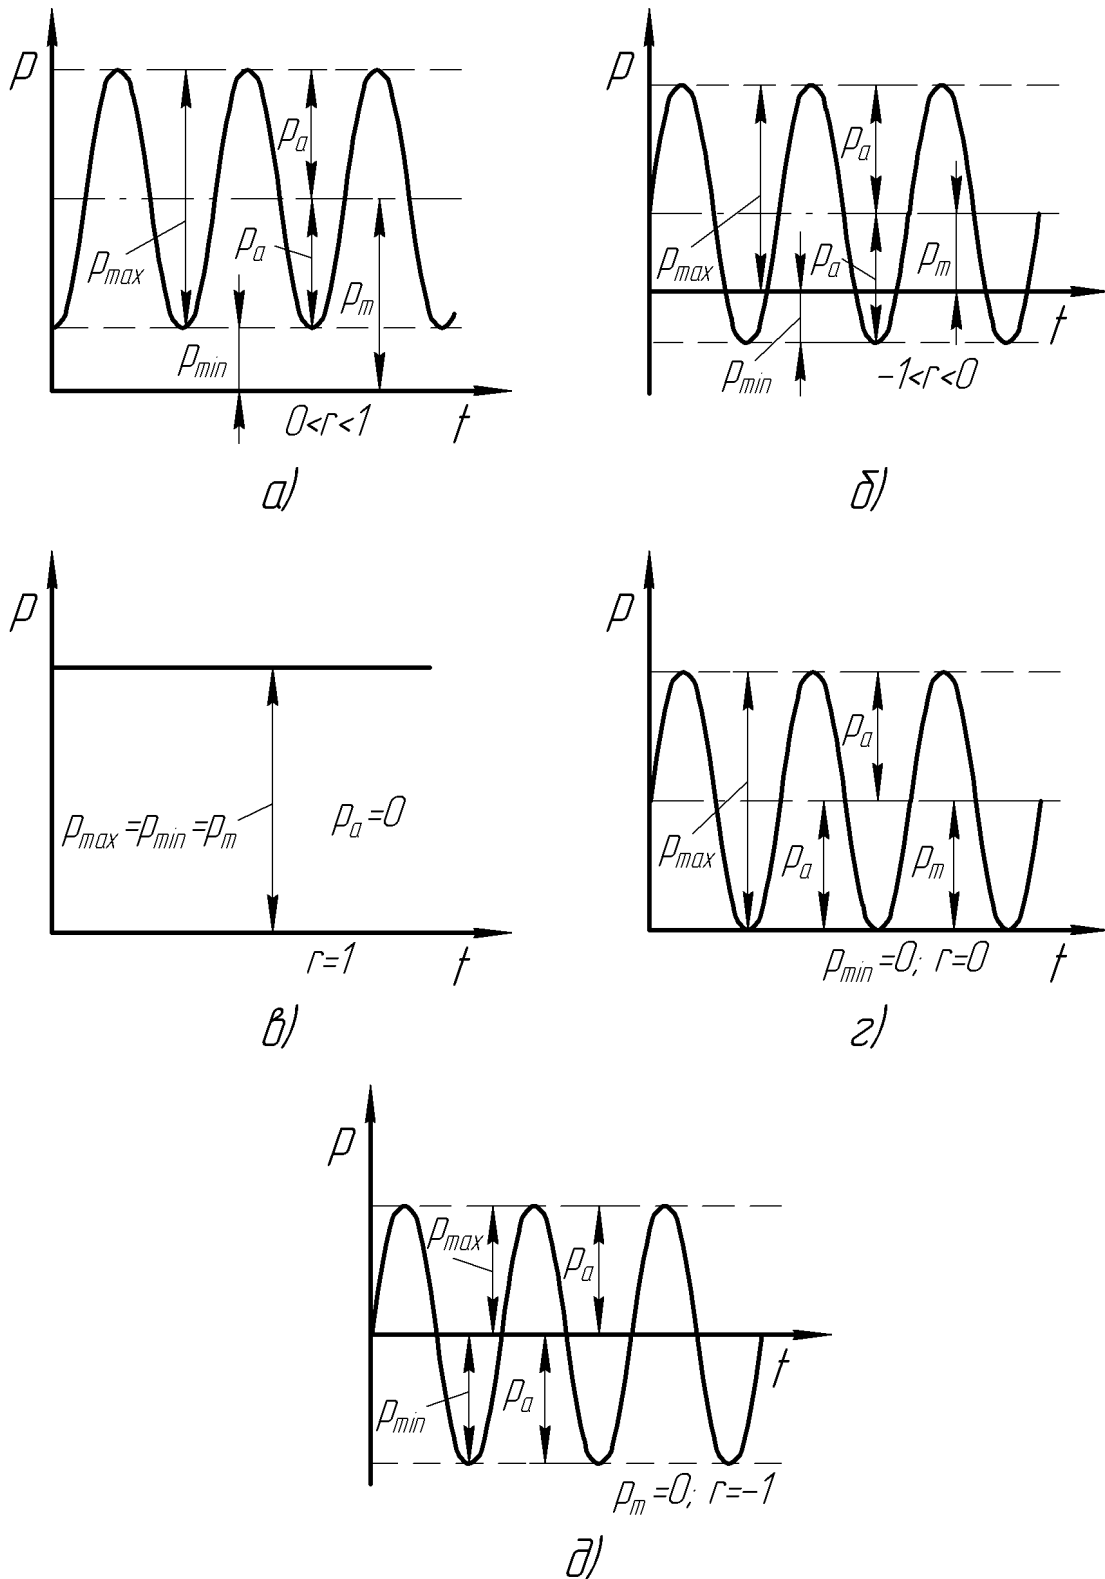 p
p_a
p_max
p_a
p_m
p_min
0<r<1
t
а)
p
p_a
p_max
p_a
p_m
t
p_min
-1<r<0
б)
p
p_max=p_min=p_m
p_a=0
r=1
t
в)
p
p_a
p_max
p_a
p_m
p_min=0; r=0
t
г)
p
p_max
p_a
t
p_min
p_a
p_m=0; r=-1
д)